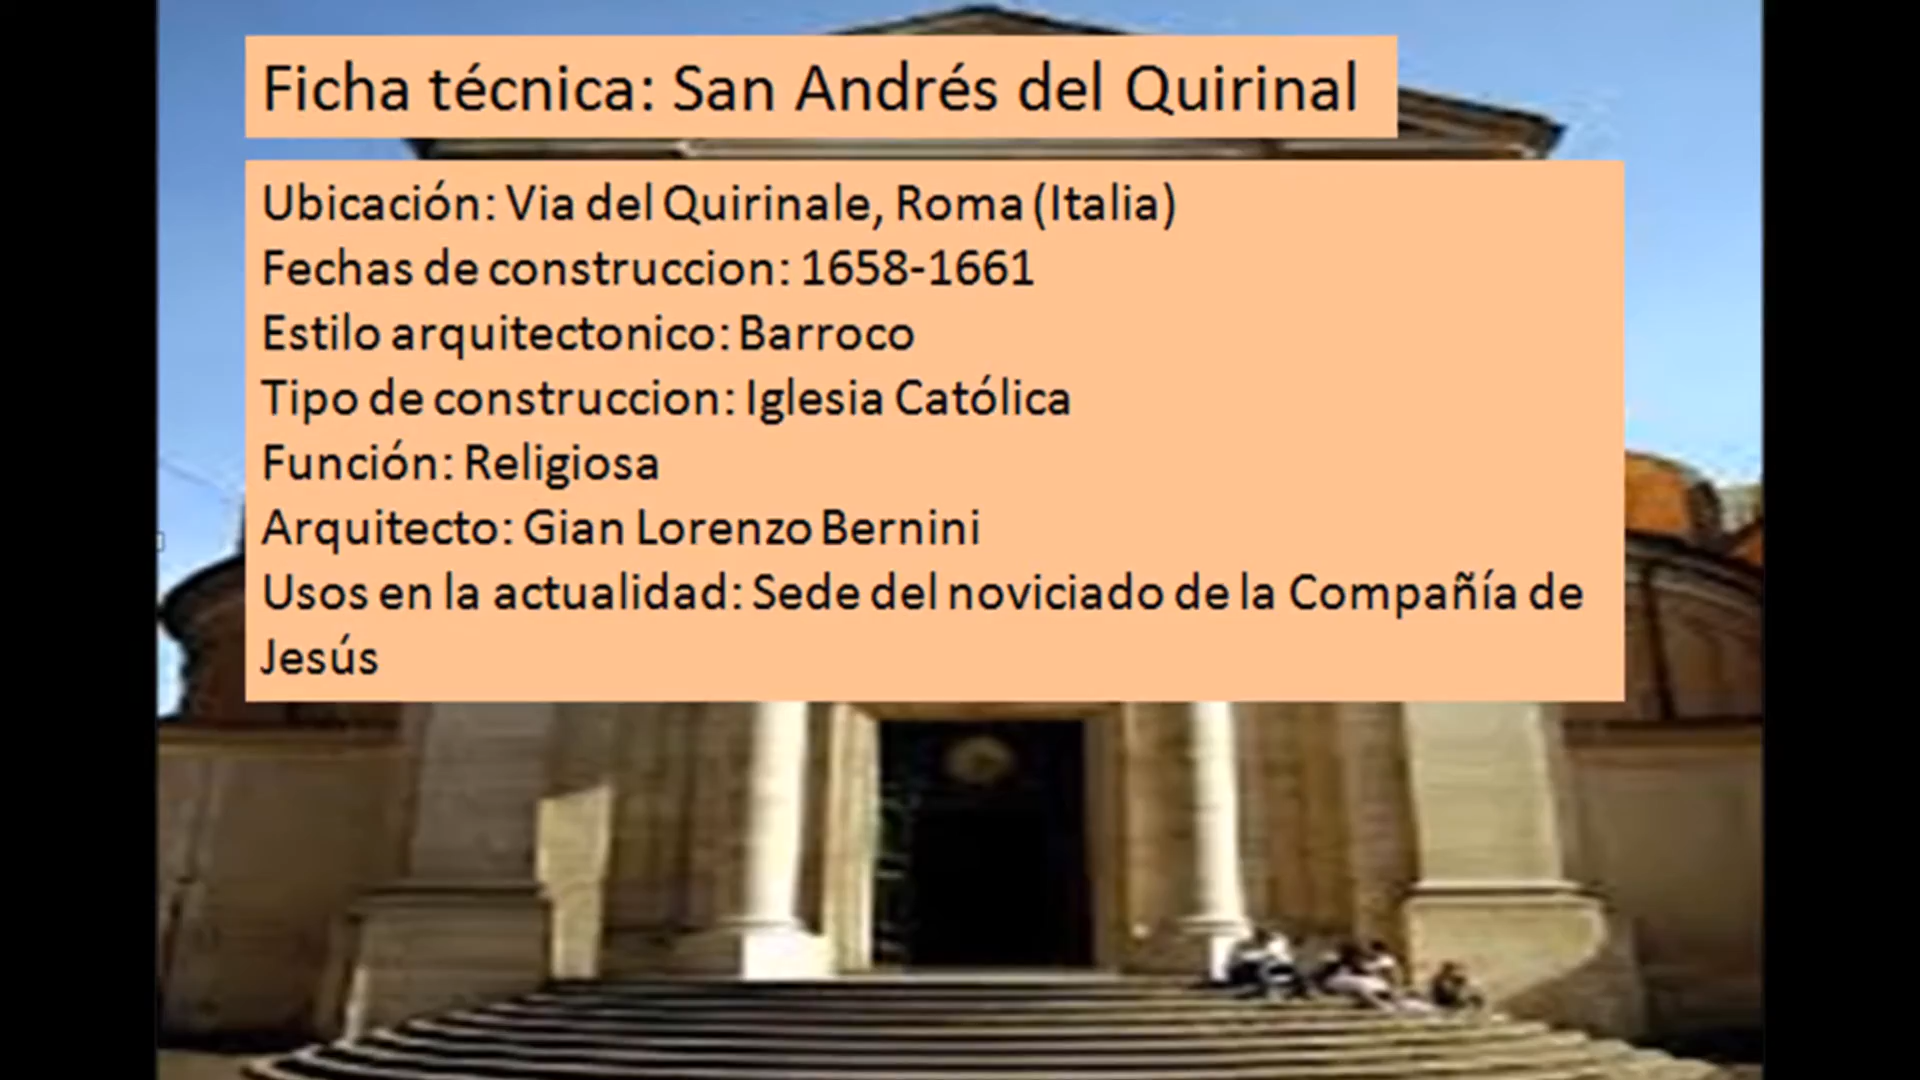 Ficha técnica: San Andrés del Quirinal
Ubicación: Via del Quirinale, Roma (Italia)
Fechas de construccion: 1658-1661
Estilo arquitectonico: Barroco
Tipo de construccion: Iglesia Católica
Función: Religiosa
Arquitecto: Gian Lorenzo Bernini
Usos en la actualidad: Sede del noviciado de la Compañía de
Jesús